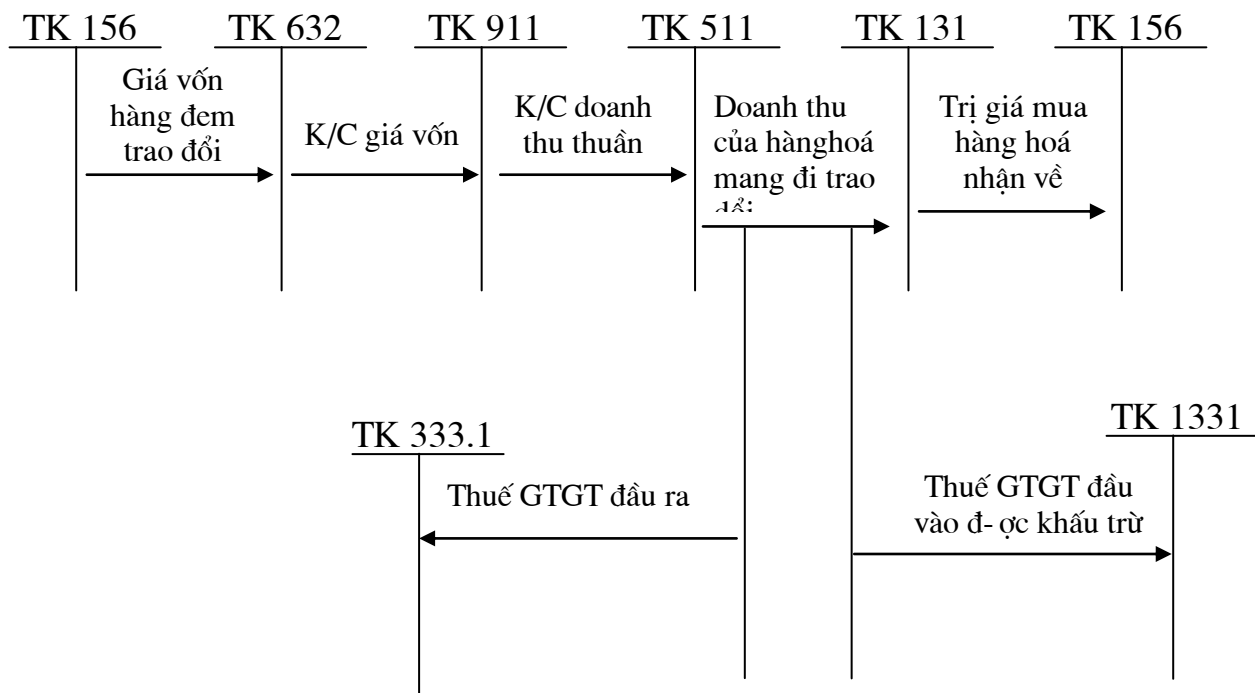 TK 156 TK 632 TK 911 TK 511 TK 131 TK 156
Giá vốn
hàng đem
trao đổi
K/C giá vốn
K/C doanh
thu thuần
Doanh thu
của hànghoá
mang đi trao
dổi
Trị giá mua
hàng hoá
nhận về
TK 333.1
TK 1331
Thuế GTGT đầu ra
Thuế GTGT đầu
vào đ- ợc khấu trừ